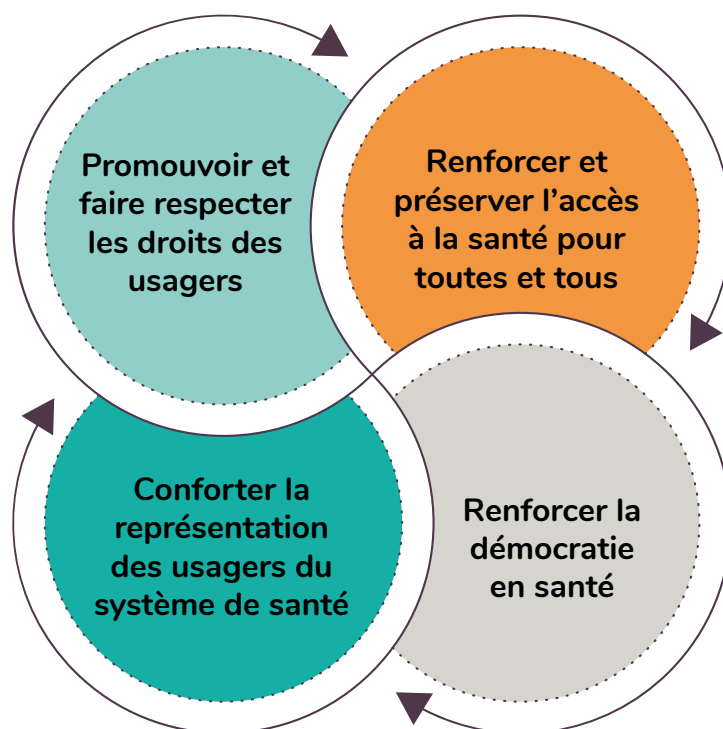 Promouvoir et
faire respecter
les droits des
usagers
Renforcer et
préserver l’accès
à la santé pour
toutes et tous
Conforter la
représentation
des usagers du
système de santé
Renforcer la
démocratie
en santé